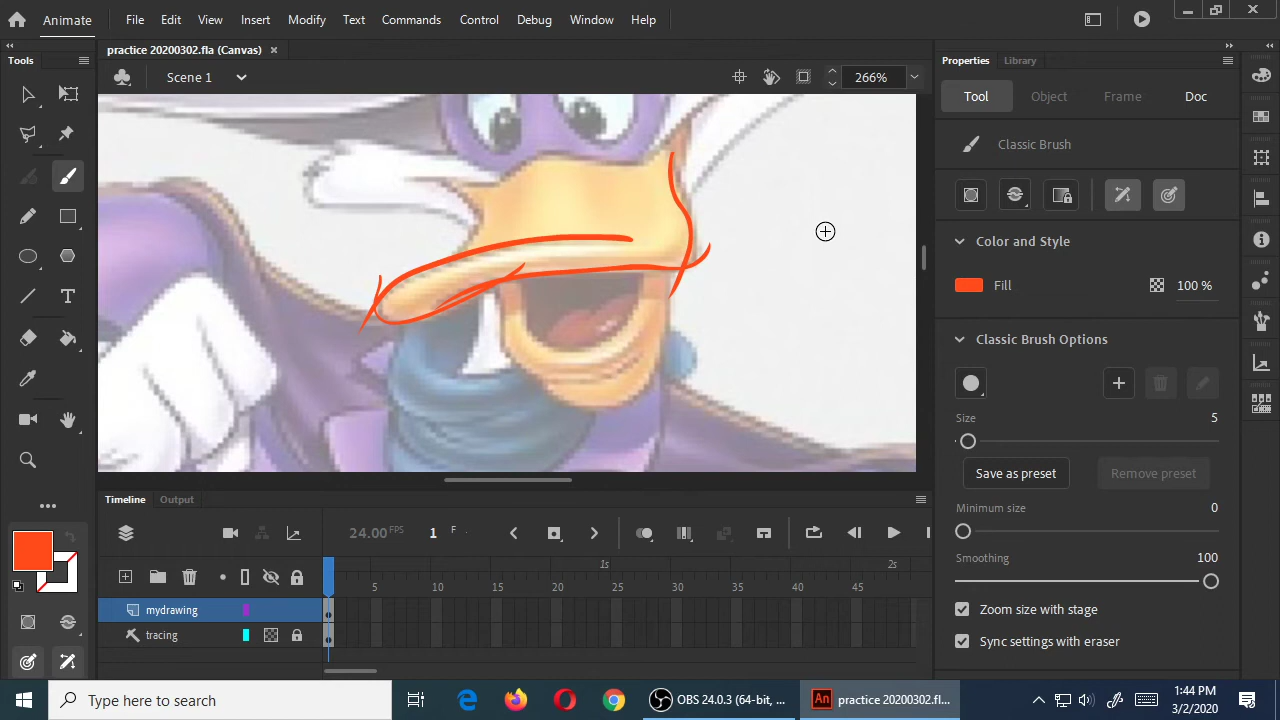 Animate
File Edit View Insert Modify Text Commands Control Debug Window Help
practice 20200302.fla (Canvas) ×
Tools
Scene 1
266%
Properties Library
Tool Object Frame Doc
Classic Brush
Color and Style
Fill
100 %
Classic Brush Options
Size
5
Save as preset Remove preset
Minimum size
0
Smoothing
100
Zoom size with stage
Sync settings with eraser
Timeline Output
24.00 FPS 1 F
1s 2s
5 10 15 20 25 30 35 40 45
mydrawing
tracing
Type here to search
OBS 24.0.3 (64-bit, ...
An practice 20200302.fl...
1:44 PM
3/2/2020